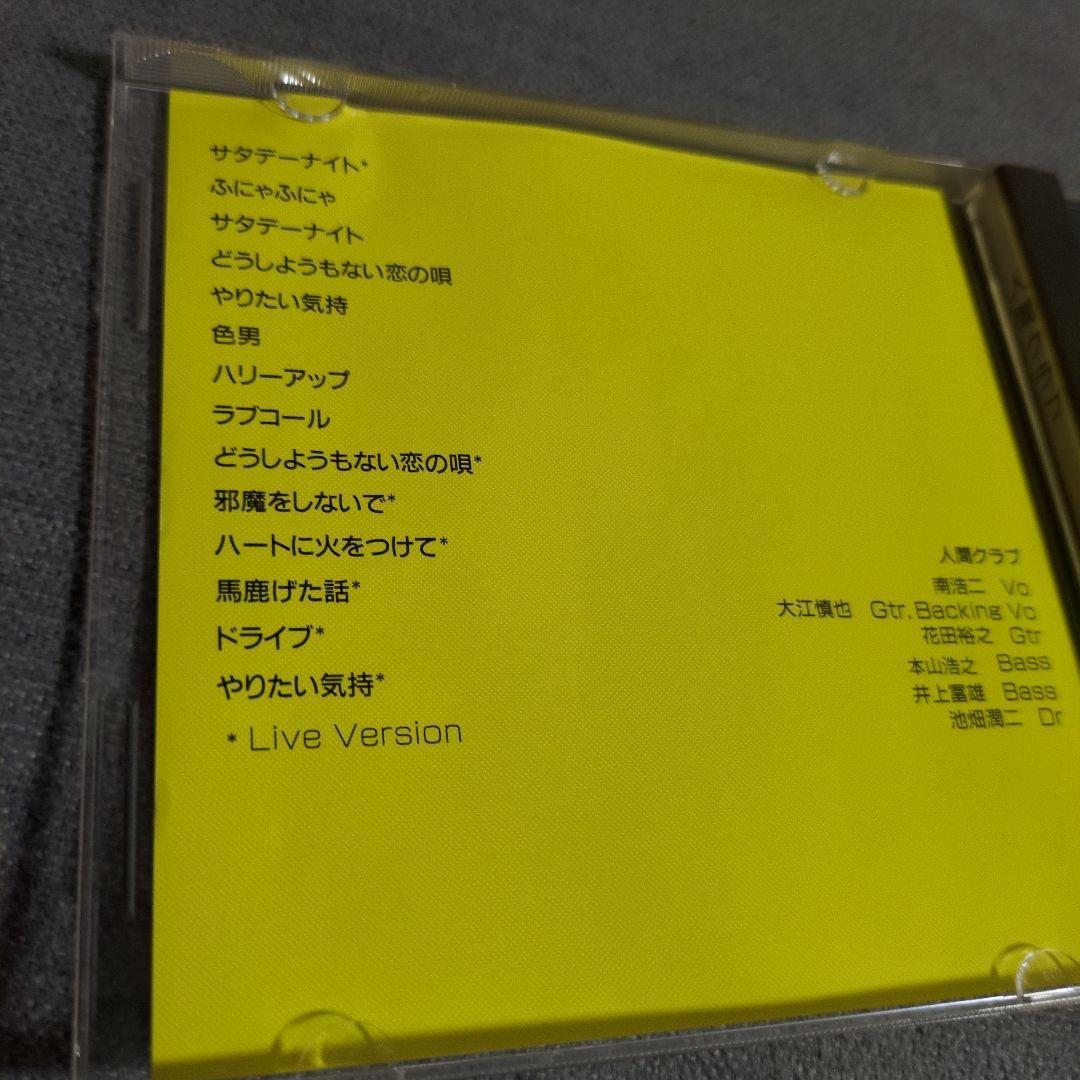 サタデーナイト*
ふにゃふにゃ
サタデーナイト
どうしようもない恋の唄
やりたい気持
色男
ハリーアップ
ラブコール
どうしようもない恋の唄*
邪魔をしないで*
ハートに火をつけて*
馬鹿げた話*
ドライブ*
やりたい気持*
* Live Version
人間クラブ
南浩二 Vo
大江慎也 Gtr, Backing Vo
花田裕之 Gtr
本山浩之 Bass
井上富雄 Bass
池畑潤二 Dr